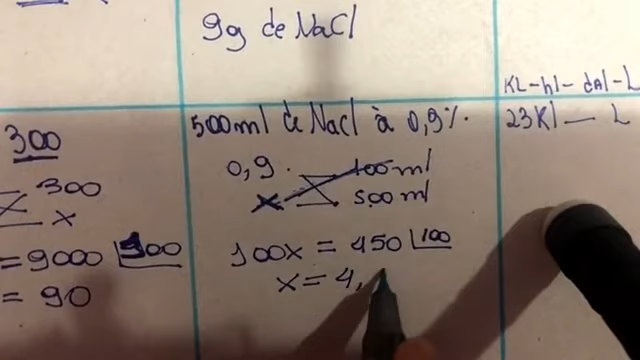 9g de NaCl
300
300
x
= 9000 300
= 90
500ml de NaCl à 0,9%.
0,9. 100 ml
x 500 ml
100x = 450 100
x = 4,
KL-hl-dal-L
23Kl — L